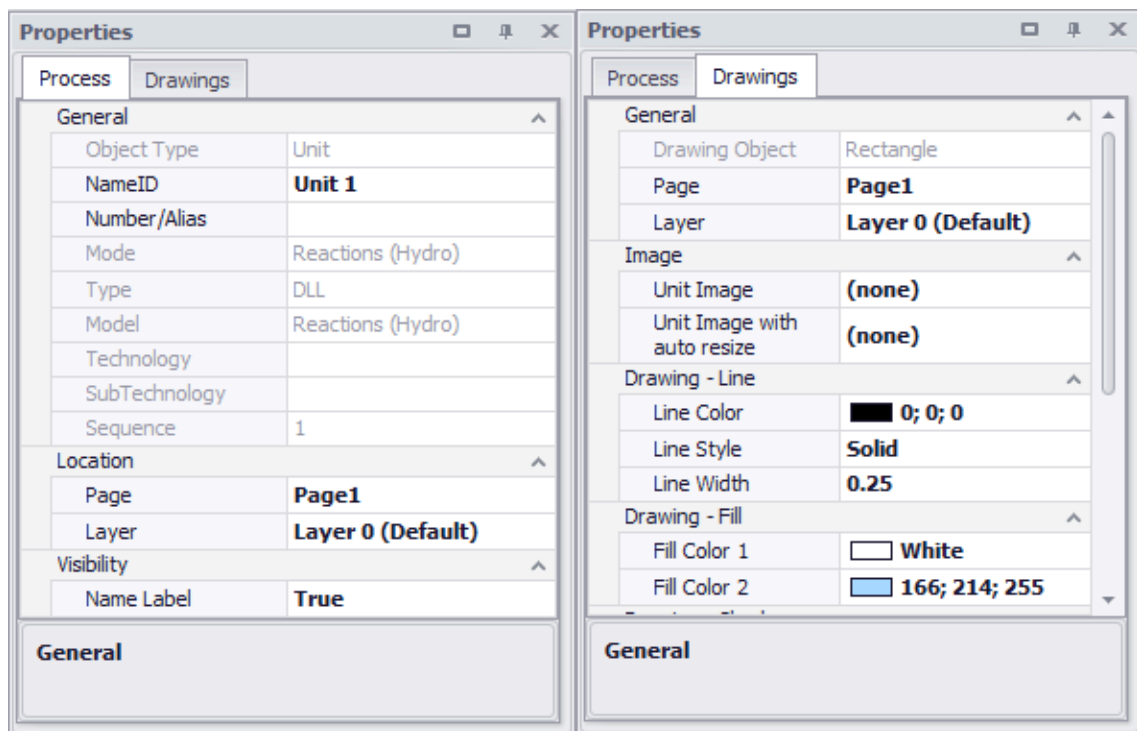 Properties
Process Drawings
General
Object Type Unit
NameID Unit 1
Number/Alias
Mode Reactions (Hydro)
Type DLL
Model Reactions (Hydro)
Technology
SubTechnology
Sequence 1
Location
Page Page1
Layer Layer 0 (Default)
Visibility
Name Label True
General
Properties
Process Drawings
General
Drawing Object Rectangle
Page Page1
Layer Layer 0 (Default)
Image
Unit Image (none)
Unit Image with
auto resize (none)
Drawing - Line
Line Color 0; 0; 0
Line Style Solid
Line Width 0.25
Drawing - Fill
Fill Color 1 White
Fill Color 2 166; 214; 255
General